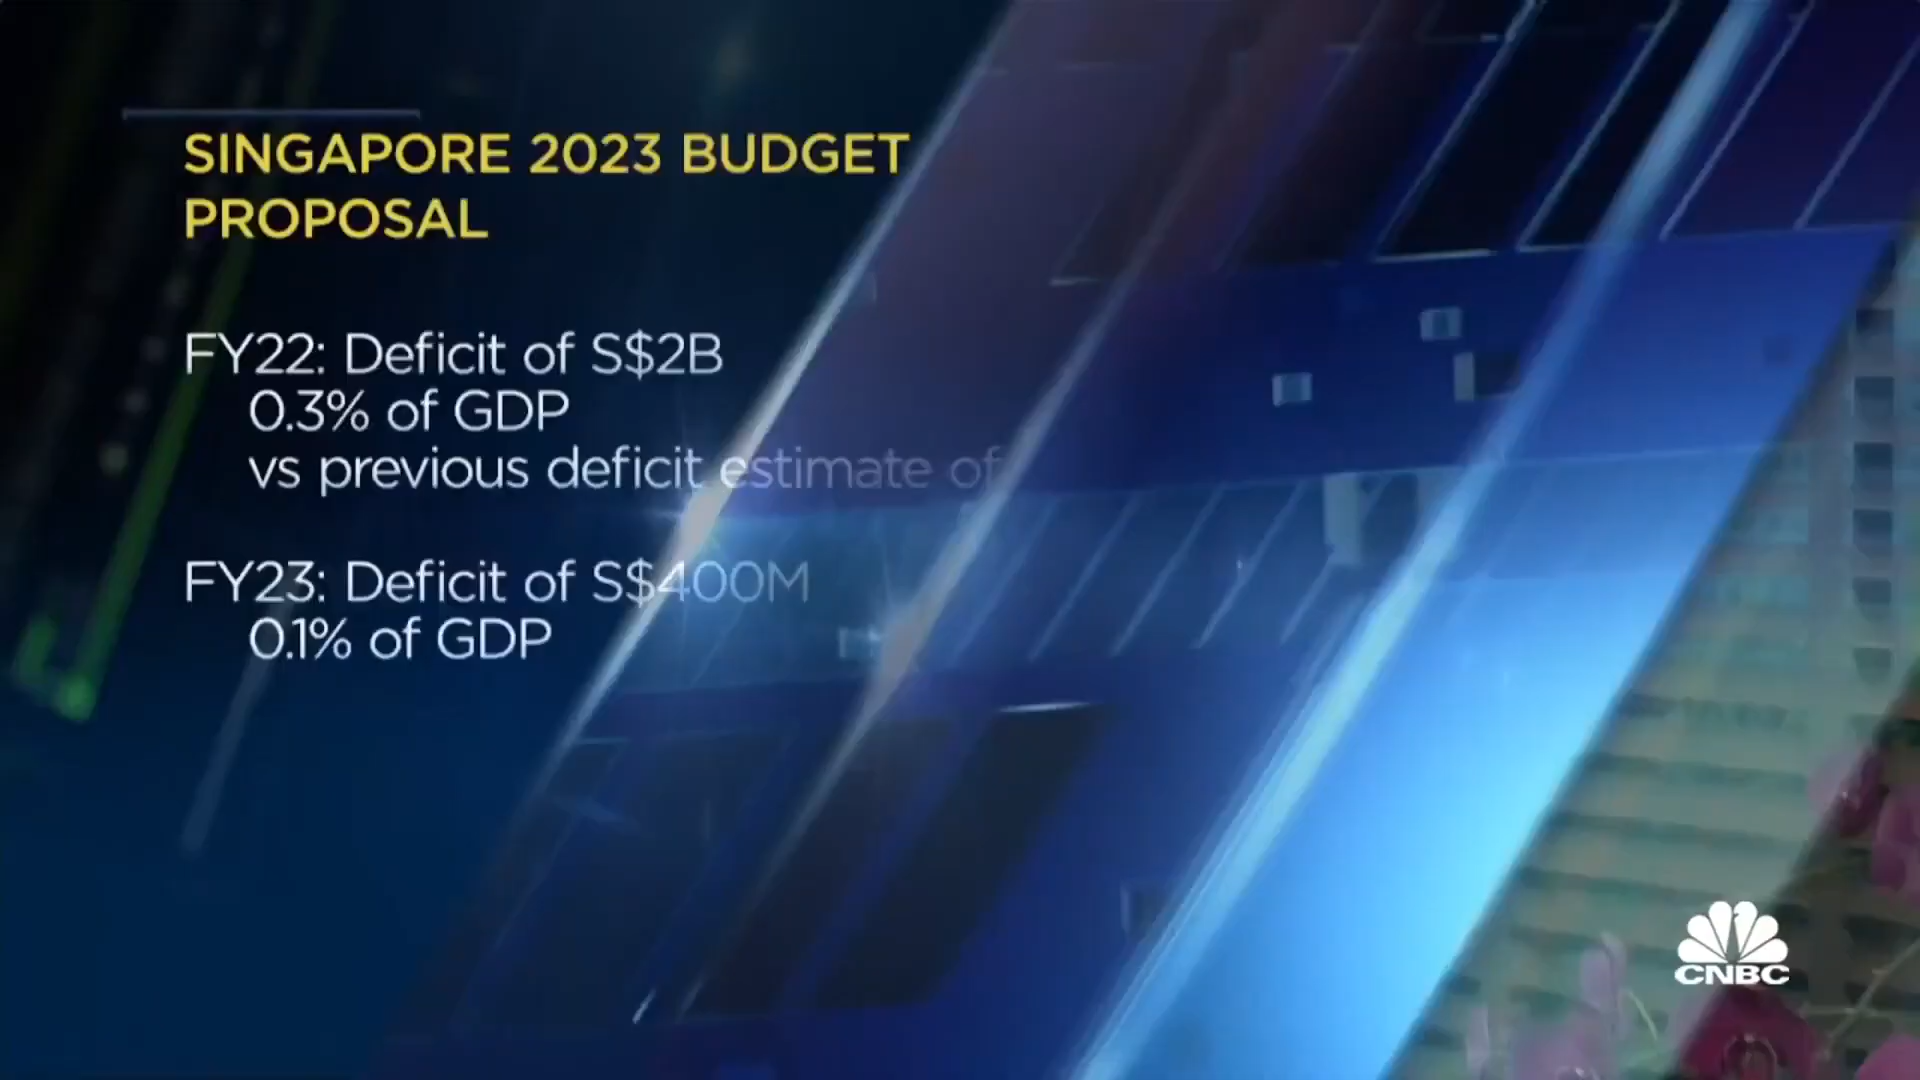 SINGAPORE 2023 BUDGET
PROPOSAL
FY22: Deficit of S$2B
0.3% of GDP
vs previous deficit estimate of
FY23: Deficit of S$400M
0.1% of GDP
CNBC